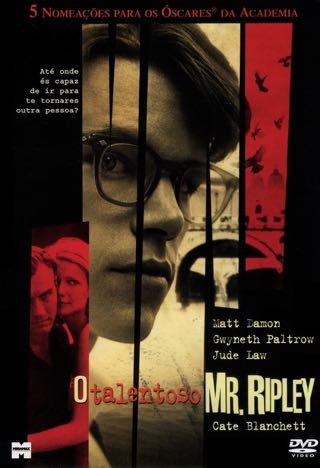 5 NOMEAÇÕES PARA OS ÓSCARES® DA ACADEMIA
Até onde
és capaz
de ir para
te tornares
outra pessoa?
Matt Damon
Gwyneth Paltrow
Jude Law
O talentoso MR. RIPLEY
Cate Blanchett
M
MIRAMAX
DVD
VIDEO